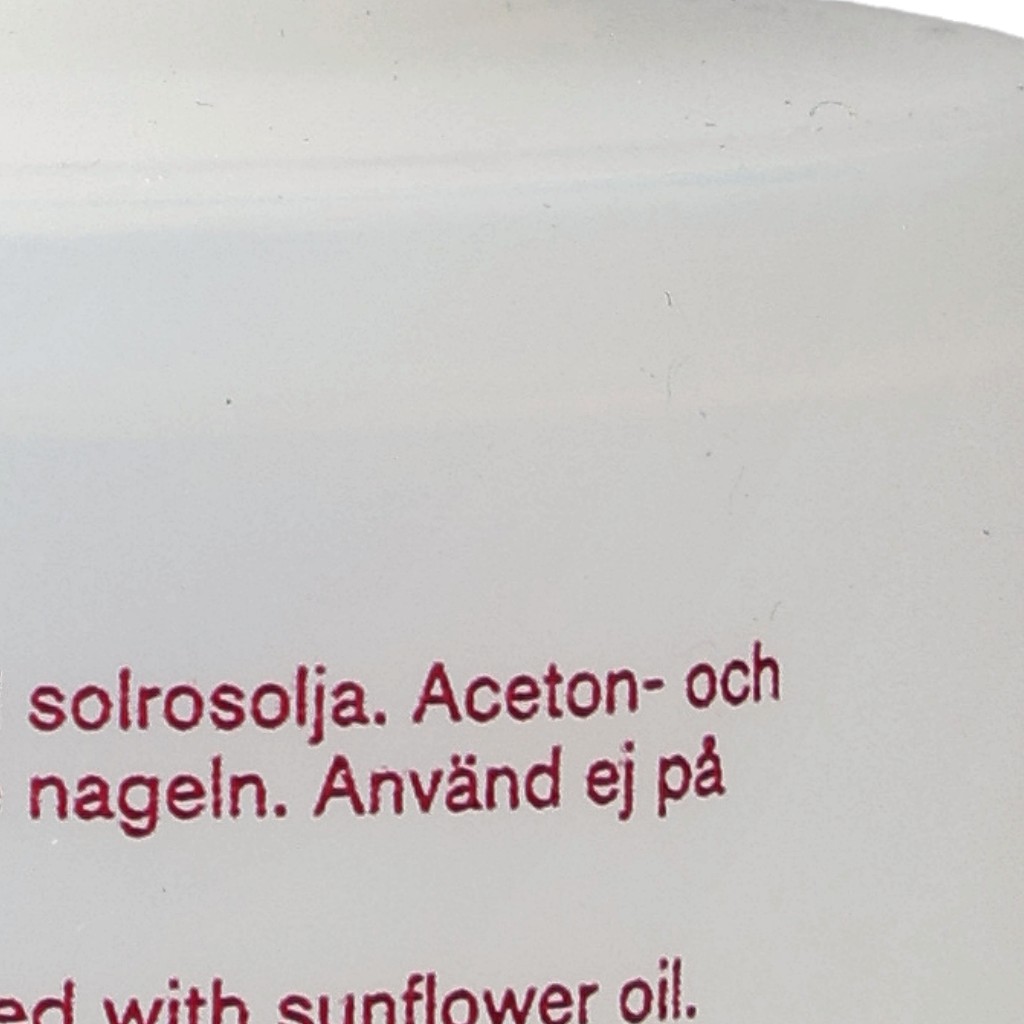 solrosolja. Aceton- och
nageln. Använd ej på
ed with sunflower oil.